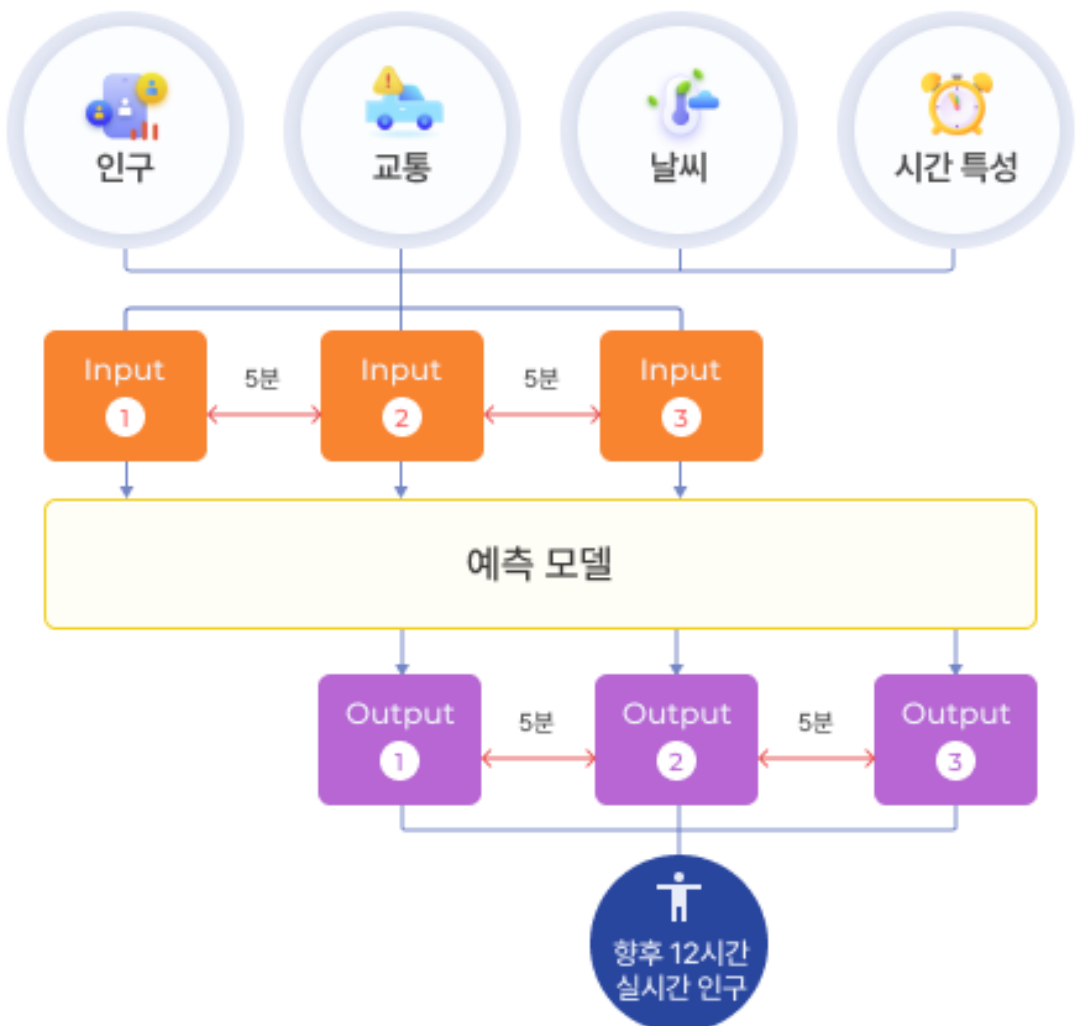 인구
교통
날씨
시간 특성
Input
1
5분
Input
2
5분
Input
3
예측 모델
Output
1
5분
Output
2
5분
Output
3
향후 12시간
실시간 인구